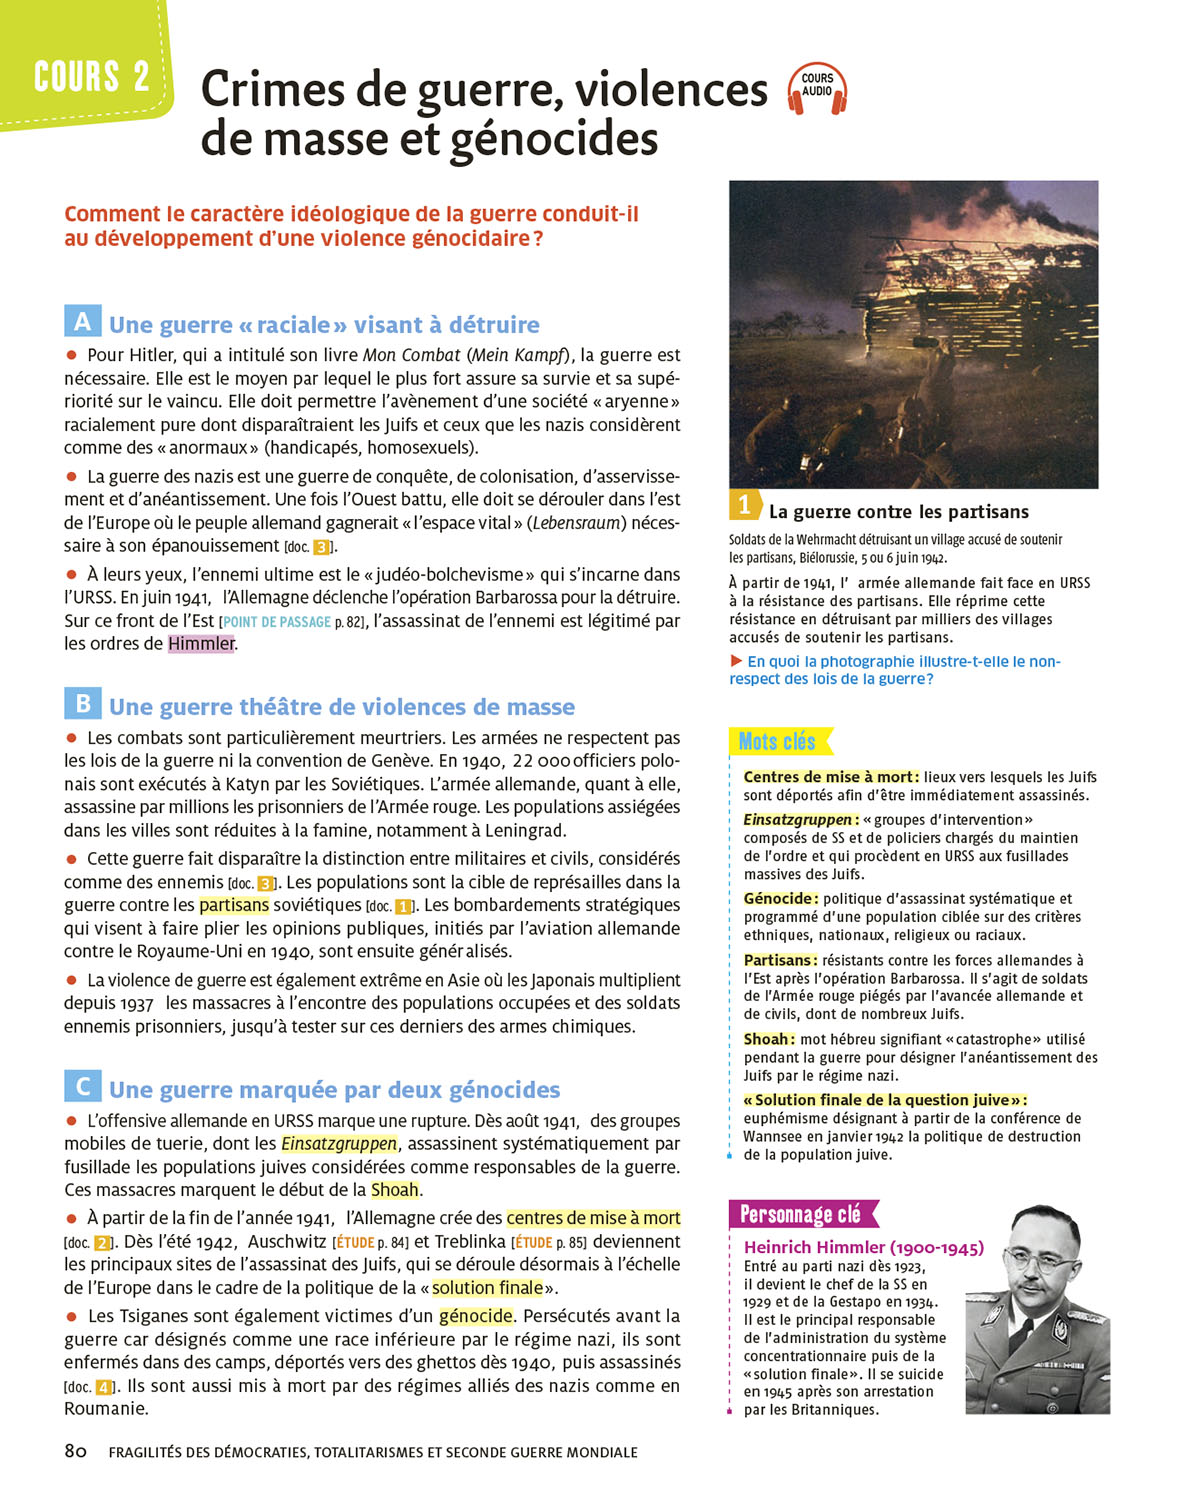 COURS 2
Crimes de guerre, violences
de masse et génocides
COURS
AUDIO
Comment le caractère idéologique de la guerre conduit-il
au développement d’une violence génocidaire ?
A Une guerre « raciale » visant à détruire
• Pour Hitler, qui a intitulé son livre Mon Combat (Mein Kampf), la guerre est
nécessaire. Elle est le moyen par lequel le plus fort assure sa survie et sa supé-
riorité sur le vaincu. Elle doit permettre l’avènement d’une société « aryenne »
racialement pure dont disparaîtraient les Juifs et ceux que les nazis considèrent
comme des « anormaux » (handicapés, homosexuels).
• La guerre des nazis est une guerre de conquête, de colonisation, d’asservisse-
ment et d’anéantissement. Une fois l’Ouest battu, elle doit se dérouler dans l’est
de l’Europe où le peuple allemand gagnerait « l’espace vital » (Lebensraum) néces-
saire à son épanouissement [doc. 3].
• À leurs yeux, l’ennemi ultime est le « judéo-bolchevisme » qui s’incarne dans
l’URSS. En juin 1941, l’Allemagne déclenche l’opération Barbarossa pour la détruire.
Sur ce front de l’Est [POINT DE PASSAGE p. 82], l’assassinat de l’ennemi est légitimé par
les ordres de Himmler.
B Une guerre théâtre de violences de masse
• Les combats sont particulièrement meurtriers. Les armées ne respectent pas
les lois de la guerre ni la convention de Genève. En 1940, 22 000 officiers polo-
nais sont exécutés à Katyn par les Soviétiques. L’armée allemande, quant à elle,
assassine par millions les prisonniers de l’Armée rouge. Les populations assiégées
dans les villes sont réduites à la famine, notamment à Leningrad.
• Cette guerre fait disparaître la distinction entre militaires et civils, considérés
comme des ennemis [doc. 3]. Les populations sont la cible de représailles dans la
guerre contre les partisans soviétiques [doc. 1]. Les bombardements stratégiques
qui visent à faire plier les opinions publiques, initiés par l’aviation allemande
contre le Royaume-Uni en 1940, sont ensuite génér alisés.
• La violence de guerre est également extrême en Asie où les Japonais multiplient
depuis 1937 les massacres à l’encontre des populations occupées et des soldats
ennemis prisonniers, jusqu’à tester sur ces derniers des armes chimiques.
C Une guerre marquée par deux génocides
• L’offensive allemande en URSS marque une rupture. Dès août 1941, des groupes
mobiles de tuerie, dont les Einsatzgruppen, assassinent systématiquement par
fusillade les populations juives considérées comme responsables de la guerre.
Ces massacres marquent le début de la Shoah.
• À partir de la fin de l’année 1941, l’Allemagne crée des centres de mise à mort
[doc. 2]. Dès l’été 1942, Auschwitz [ÉTUDE p. 84] et Treblinka [ÉTUDE p. 85] deviennent
les principaux sites de l’assassinat des Juifs, qui se déroule désormais à l’échelle
de l’Europe dans le cadre de la politique de la « solution finale ».
• Les Tsiganes sont également victimes d’un génocide. Persécutés avant la
guerre car désignés comme une race inférieure par le régime nazi, ils sont
enfermés dans des camps, déportés vers des ghettos dès 1940, puis assassinés
[doc. 4]. Ils sont aussi mis à mort par des régimes alliés des nazis comme en
Roumanie.
1 La guerre contre les partisans
Soldats de la Wehrmacht détruisant un village accusé de soutenir
les partisans, Biélorussie, 5 ou 6 juin 1942.
À partir de 1941, l’ armée allemande fait face en URSS
à la résistance des partisans. Elle réprime cette
résistance en détruisant par milliers des villages
accusés de soutenir les partisans.
▶ En quoi la photographie illustre-t-elle le non-
respect des lois de la guerre ?
Mots clés
Centres de mise à mort : lieux vers lesquels les Juifs
sont déportés afin d’être immédiatement assassinés.
Einsatzgruppen : « groupes d’intervention »
composés de SS et de policiers chargés du maintien
de l’ordre et qui procèdent en URSS aux fusillades
massives des Juifs.
Génocide : politique d’assassinat systématique et
programmé d’une population ciblée sur des critères
ethniques, nationaux, religieux ou raciaux.
Partisans : résistants contre les forces allemandes à
l’Est après l’opération Barbarossa. Il s’agit de soldats
de l’Armée rouge piégés par l’avancée allemande et
de civils, dont de nombreux Juifs.
Shoah : mot hébreu signifiant « catastrophe » utilisé
pendant la guerre pour désigner l’anéantissement des
Juifs par le régime nazi.
« Solution finale de la question juive » :
euphémisme désignant à partir de la conférence de
Wannsee en janvier 1942 la politique de destruction
de la population juive.
Personnage clé
Heinrich Himmler (1900-1945)
Entré au parti nazi dès 1923,
il devient le chef de la SS en
1929 et de la Gestapo en 1934.
Il est le principal responsable
de l’administration du système
concentrationnaire puis de la
« solution finale ». Il se suicide
en 1945 après son arrestation
par les Britanniques.
80 FRAGILITÉS DES DÉMOCRATIES, TOTALITARISMES ET SECONDE GUERRE MONDIALE